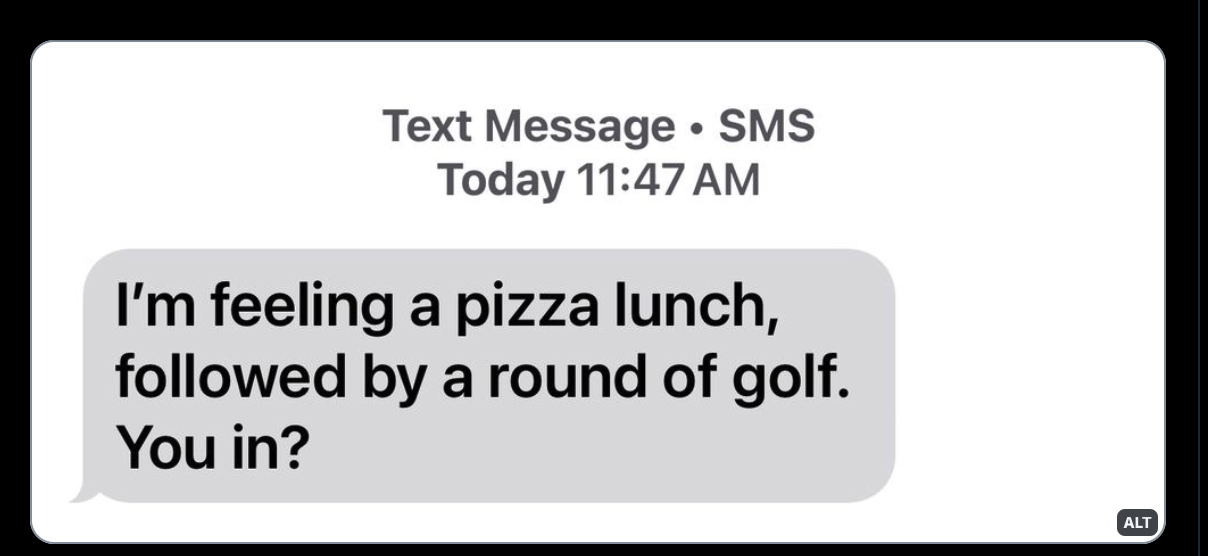 Text Message • SMS
Today 11:47 AM
I’m feeling a pizza lunch,
followed by a round of golf.
You in?
ALT